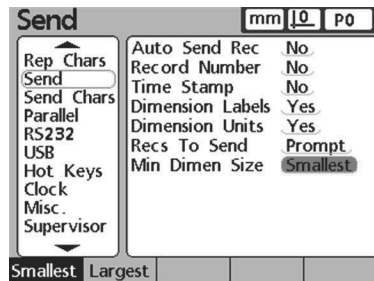 Send
mm 0 P0
Rep Chars
Send
Send Chars
Parallel
RS232
USB
Hot Keys
Clock
Misc.
Supervisor
Auto Send Rec No
Record Number No
Time Stamp No
Dimension Labels Yes
Dimension Units Yes
Recs To Send Prompt
Min Dimen Size Smallest
Smallest Largest